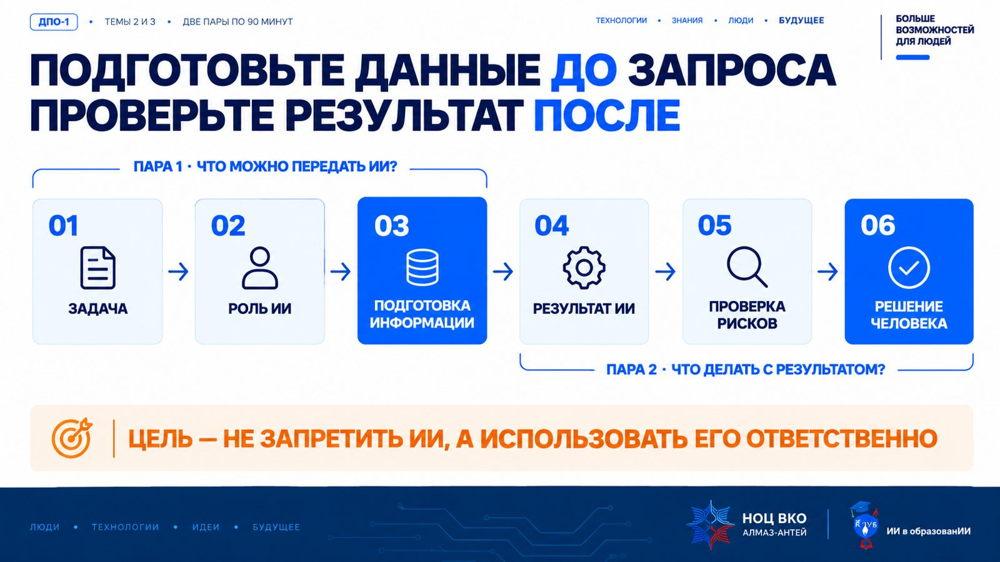 ДПО-1 • ТЕМЫ 2 И 3 • ДВЕ ПАРЫ ПО 90 МИНУТ
ТЕХНОЛОГИИ • ЗНАНИЯ • ЛЮДИ • БУДУЩЕЕ
БОЛЬШЕ
ВОЗМОЖНОСТЕЙ
ДЛЯ ЛЮДЕЙ
ПОДГОТОВЬТЕ ДАННЫЕ ДО ЗАПРОСА
ПРОВЕРЬТЕ РЕЗУЛЬТАТ ПОСЛЕ
ПАРА 1 · ЧТО МОЖНО ПЕРЕДАТЬ ИИ?
01
ЗАДАЧА
02
РОЛЬ ИИ
03
ПОДГОТОВКА
ИНФОРМАЦИИ
04
РЕЗУЛЬТАТ ИИ
05
ПРОВЕРКА
РИСКОВ
06
РЕШЕНИЕ
ЧЕЛОВЕКА
ПАРА 2 · ЧТО ДЕЛАТЬ С РЕЗУЛЬТАТОМ?
ЦЕЛЬ — НЕ ЗАПРЕТИТЬ ИИ, А ИСПОЛЬЗОВАТЬ ЕГО ОТВЕТСТВЕННО
ЛЮДИ • ТЕХНОЛОГИИ • ИДЕИ • БУДУЩЕЕ
НОЦ ВКО
АЛМАЗ-АНТЕЙ
КЛУБ
ИИ в образованИИ